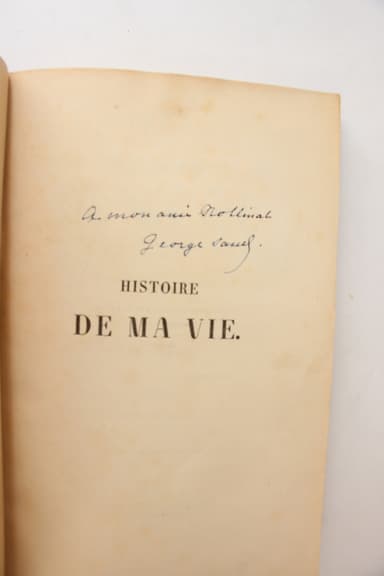 A mon ami Rollinat
George Sand.
HISTOIRE
DE MA VIE.